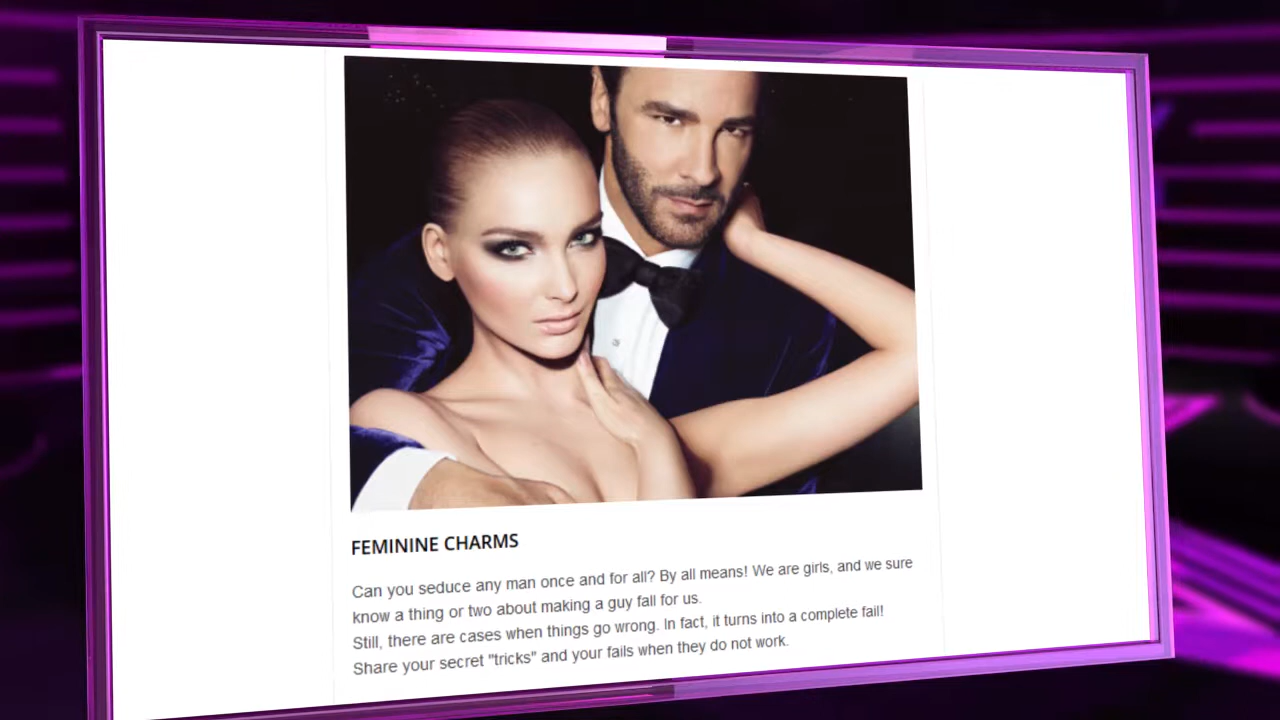 FEMININE CHARMS
Can you seduce any man once and for all? By all means! We are girls, and we sure
know a thing or two about making a guy fall for us.
Still, there are cases when things go wrong. In fact, it turns into a complete fail!
Share your secret "tricks" and your fails when they do not work.